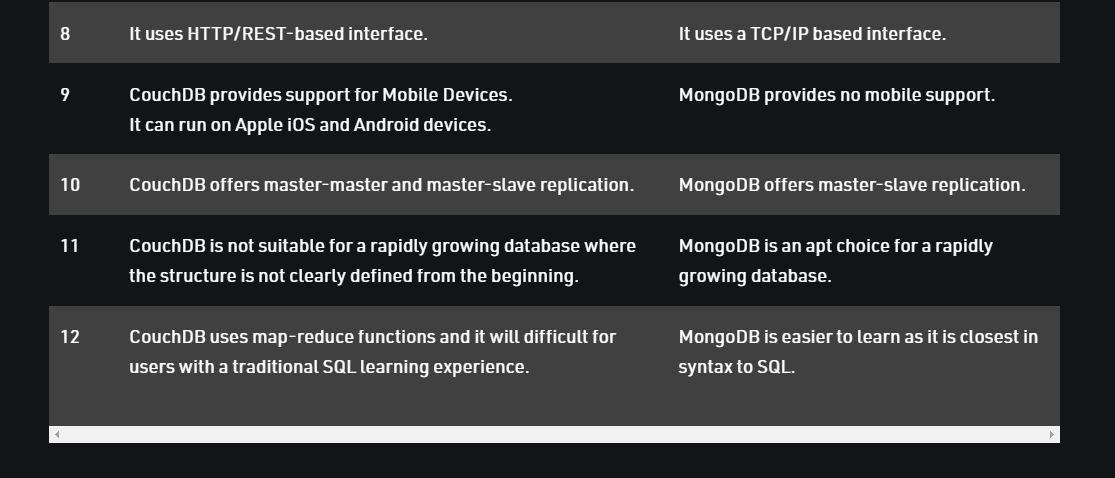 8 It uses HTTP/REST-based interface. It uses a TCP/IP based interface.
9 CouchDB provides support for Mobile Devices. MongoDB provides no mobile support.
It can run on Apple iOS and Android devices.
10 CouchDB offers master-master and master-slave replication. MongoDB offers master-slave replication.
11 CouchDB is not suitable for a rapidly growing database where MongoDB is an apt choice for a rapidly
the structure is not clearly defined from the beginning. growing database.
12 CouchDB uses map-reduce functions and it will difficult for MongoDB is easier to learn as it is closest in
users with a traditional SQL learning experience. syntax to SQL.